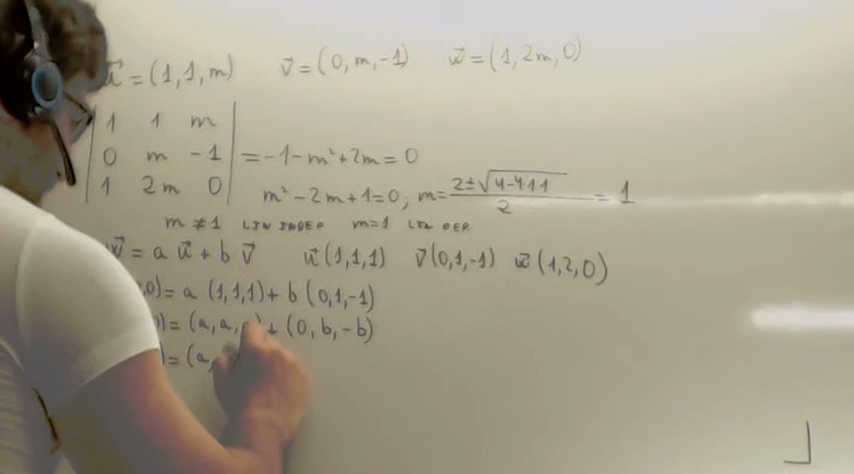 u⃗ = (1,1,m) v⃗ = (0,m,-1) w⃗ = (1,2m,0)
1 1 m
0 m -1 = -1-m²+2m=0
1 2m 0
m²-2m+1=0; m= 2±√4-4·1·1 / 2 = 1
m≠1 LIN INDEP m=1 LIN DEP
w⃗ = a u⃗ + b v⃗ u⃗(1,1,1) v⃗(0,1,-1) w⃗(1,2,0)
,0)= a (1,1,1)+ b (0,1,-1)
0)= (a,a, )+ (0,b,-b)
)= (a,